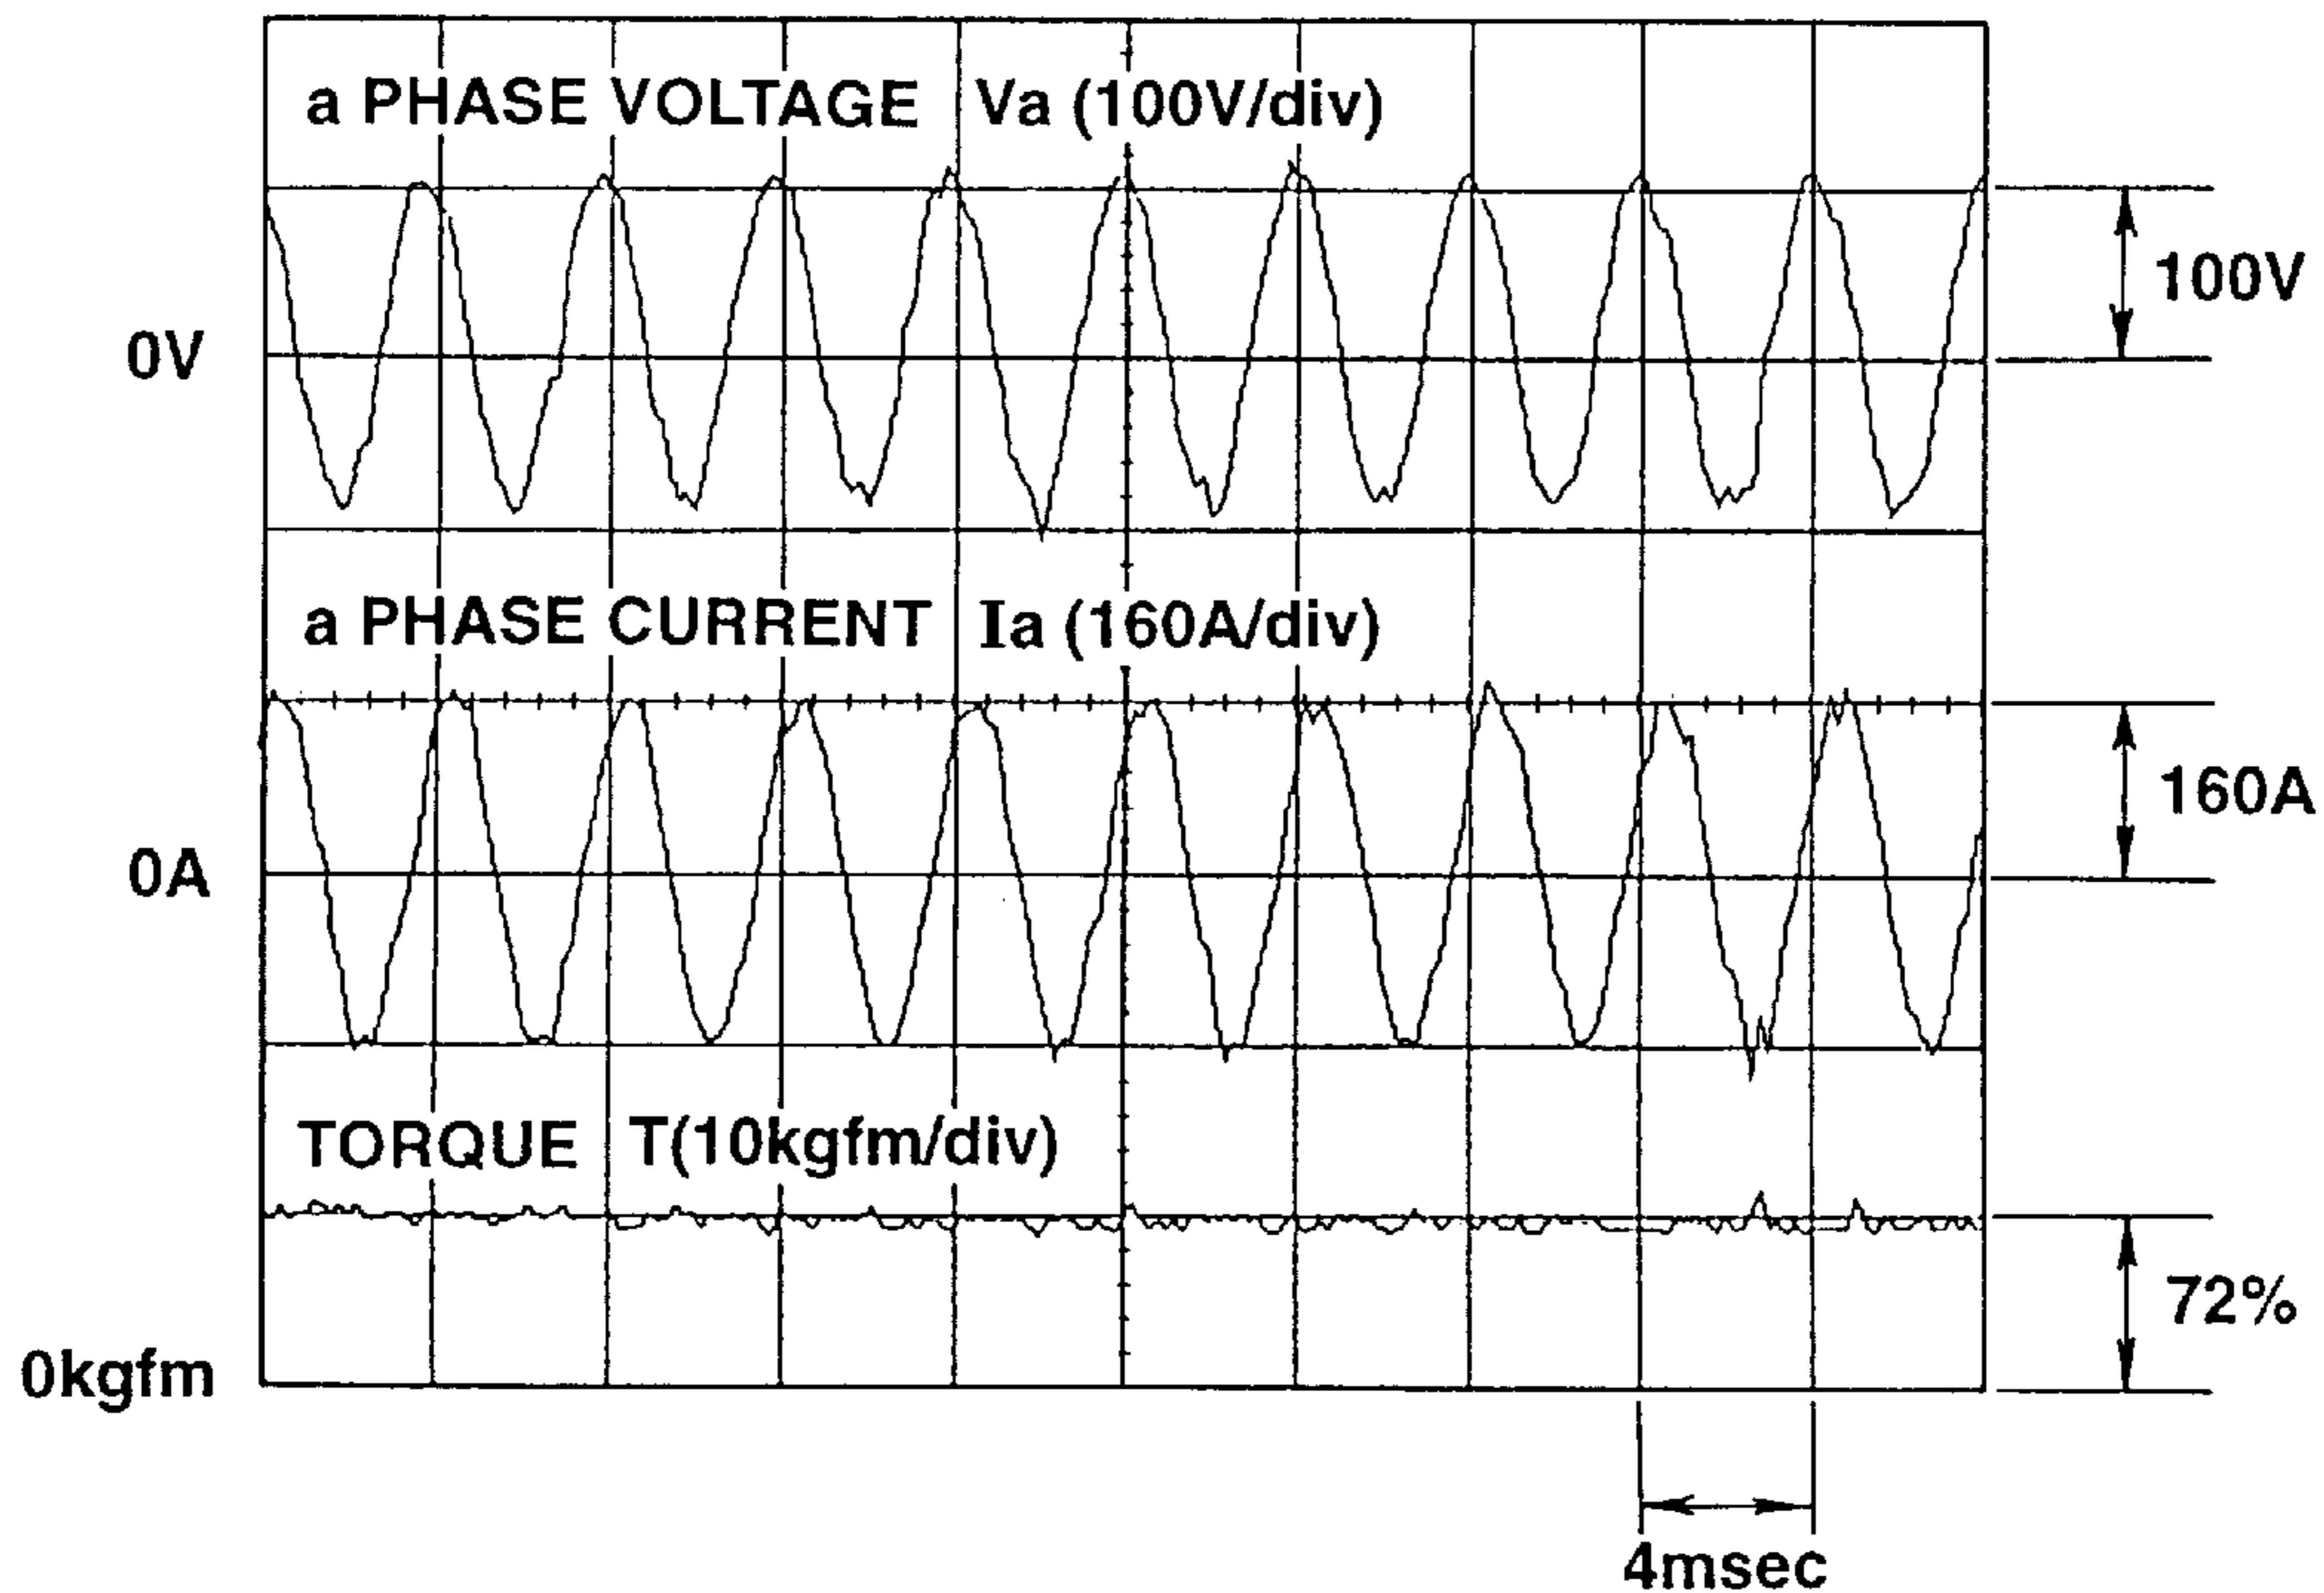 a PHASE VOLTAGE Va (100V/div)
100V
0V
a PHASE CURRENT Ia (160A/div)
160A
0A
TORQUE T(10kgfm/div)
72%
0kgfm
4msec